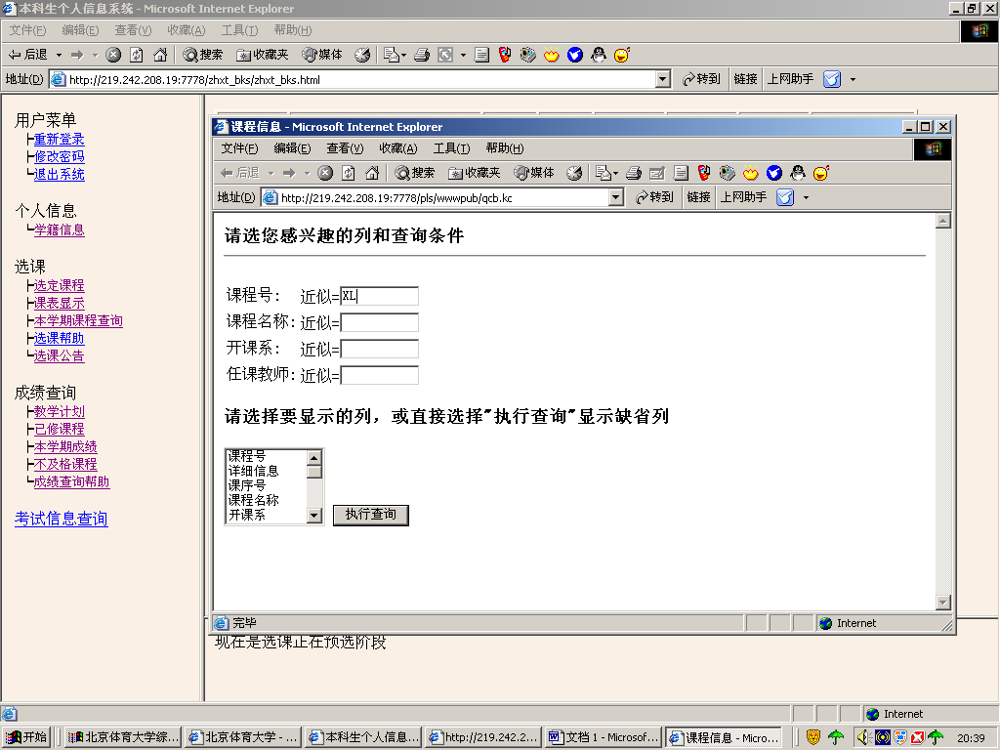 本科生个人信息系统 - Microsoft Internet Explorer
文件(F) 编辑(E) 查看(V) 收藏(A) 工具(T) 帮助(H)
后退 搜索 收藏夹 媒体
地址(D) http://219.242.208.19:7778/zhxt_bks/zhxt_bks.html 转到 链接 上网助手
用户菜单
重新登录
修改密码
退出系统
个人信息
学籍信息
选课
选定课程
课表显示
本学期课程查询
选课帮助
选课公告
成绩查询
教学计划
已修课程
本学期成绩
不及格课程
成绩查询帮助
考试信息查询
课程信息 - Microsoft Internet Explorer
文件(F) 编辑(E) 查看(V) 收藏(A) 工具(T) 帮助(H)
后退 搜索 收藏夹 媒体
地址(D) http://219.242.208.19:7778/pls/wwwpub/qcb.kc 转到 链接 上网助手
请选您感兴趣的列和查询条件
课程号: 近似=XL
课程名称: 近似=
开课系: 近似=
任课教师: 近似=
请选择要显示的列，或直接选择"执行查询"显示缺省列
课程号
详细信息
课序号
课程名称
开课系
执行查询
完毕 Internet
现在是选课正在预选阶段
Internet
开始 北京体育大学综... 北京体育大学 - ... 本科生个人信息... http://219.242.2... 文档 1 - Microsof... 课程信息 - Micro... 20:39